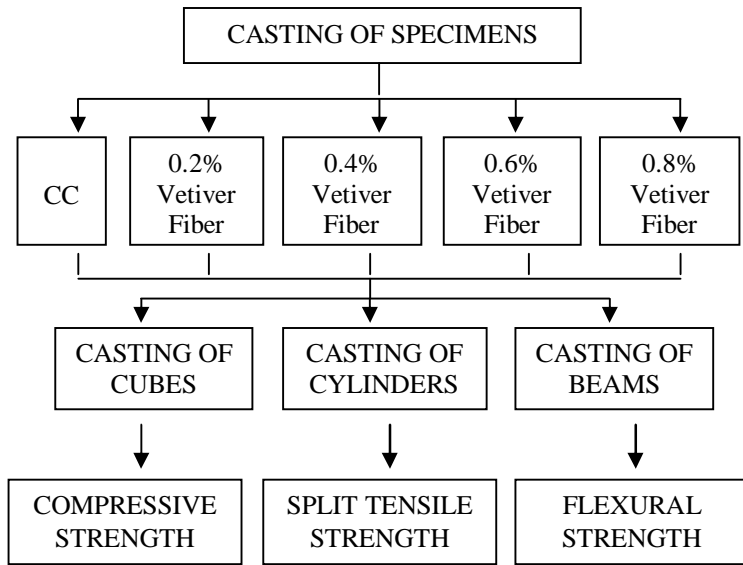 CASTING OF SPECIMENS
CC
0.2%
Vetiver
Fiber
0.4%
Vetiver
Fiber
0.6%
Vetiver
Fiber
0.8%
Vetiver
Fiber
CASTING OF
CUBES
CASTING OF
CYLINDERS
CASTING OF
BEAMS
COMPRESSIVE
STRENGTH
SPLIT TENSILE
STRENGTH
FLEXURAL
STRENGTH